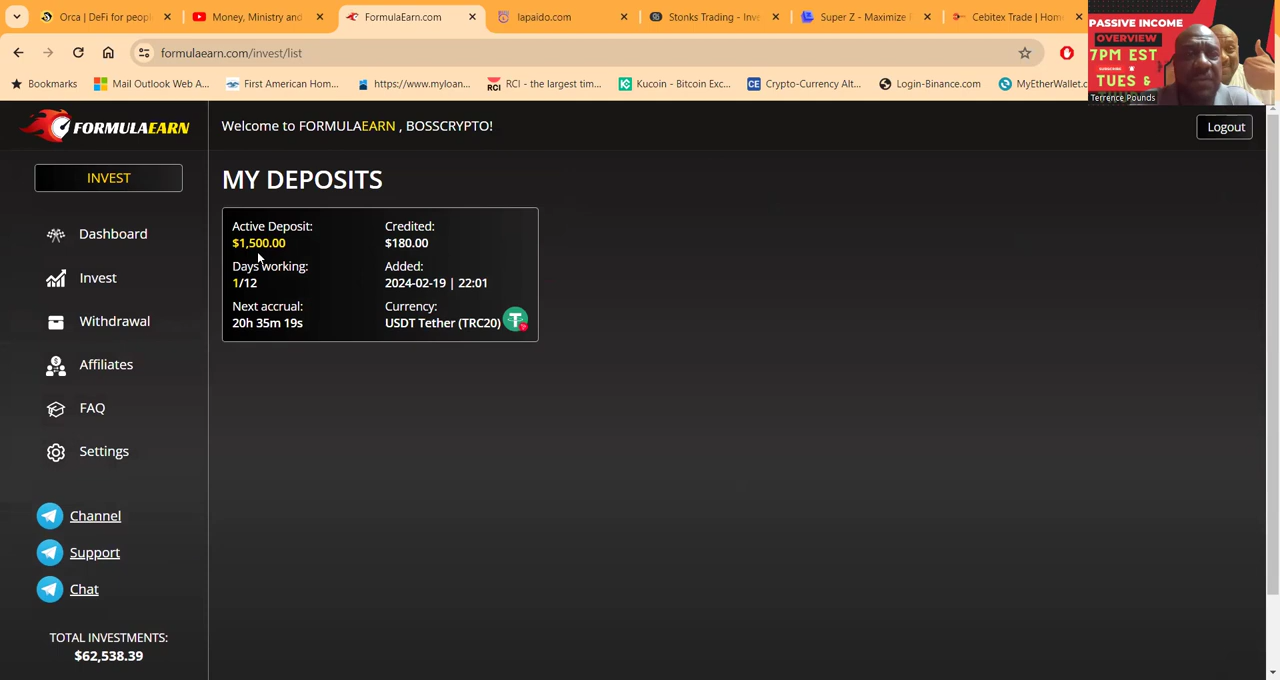 Orca | DeFi for peopl
Money, Ministry and
FormulaEarn.com
lapaido.com
Stonks Trading - Inve
Super Z - Maximize P
Cebitex Trade | Hom
formulaearn.com/invest/list
Bookmarks
Mail Outlook Web A...
First American Hom...
https://www.myloan...
RCI
RCI - the largest tim...
Kucoin - Bitcoin Exc...
CE
Crypto-Currency Alt...
Login-Binance.com
MyEtherWallet.c
PASSIVE INCOME
OVERVIEW
7PM EST
TUES &
Terrence Pounds
FORMULAEARN
Welcome to FORMULAEARN , BOSSCRYPTO!
Logout
INVEST
Dashboard
Invest
Withdrawal
Affiliates
FAQ
Settings
Channel
Support
Chat
TOTAL INVESTMENTS:
$62,538.39
MY DEPOSITS
Active Deposit:
$1,500.00
Credited:
$180.00
Days working:
1/12
Added:
2024-02-19 | 22:01
Next accrual:
20h 35m 19s
Currency:
USDT Tether (TRC20)